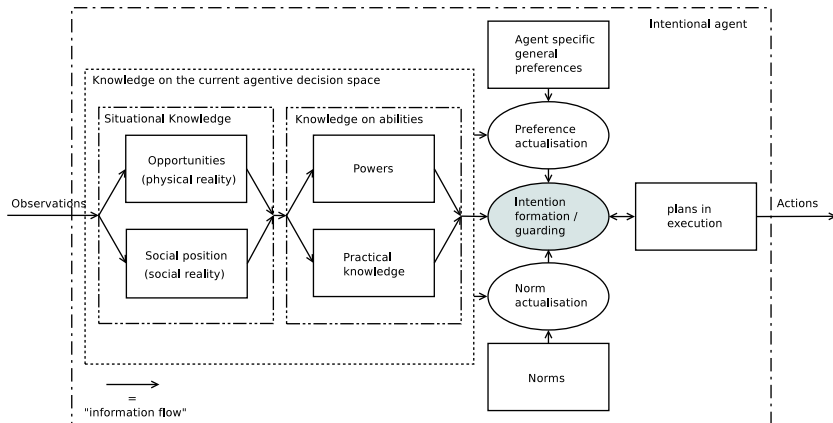 Intentional agent
Agent specific
general
preferences
Knowledge on the current agentive decision space
Situational Knowledge
Knowledge on abilities
Preference
actualisation
Opportunities
(physical reality)
Powers
Observations
Intention
formation /
guarding
plans in
execution
Actions
Social position
(social reality)
Practical
knowledge
Norm
actualisation
Norms
=
"information flow"